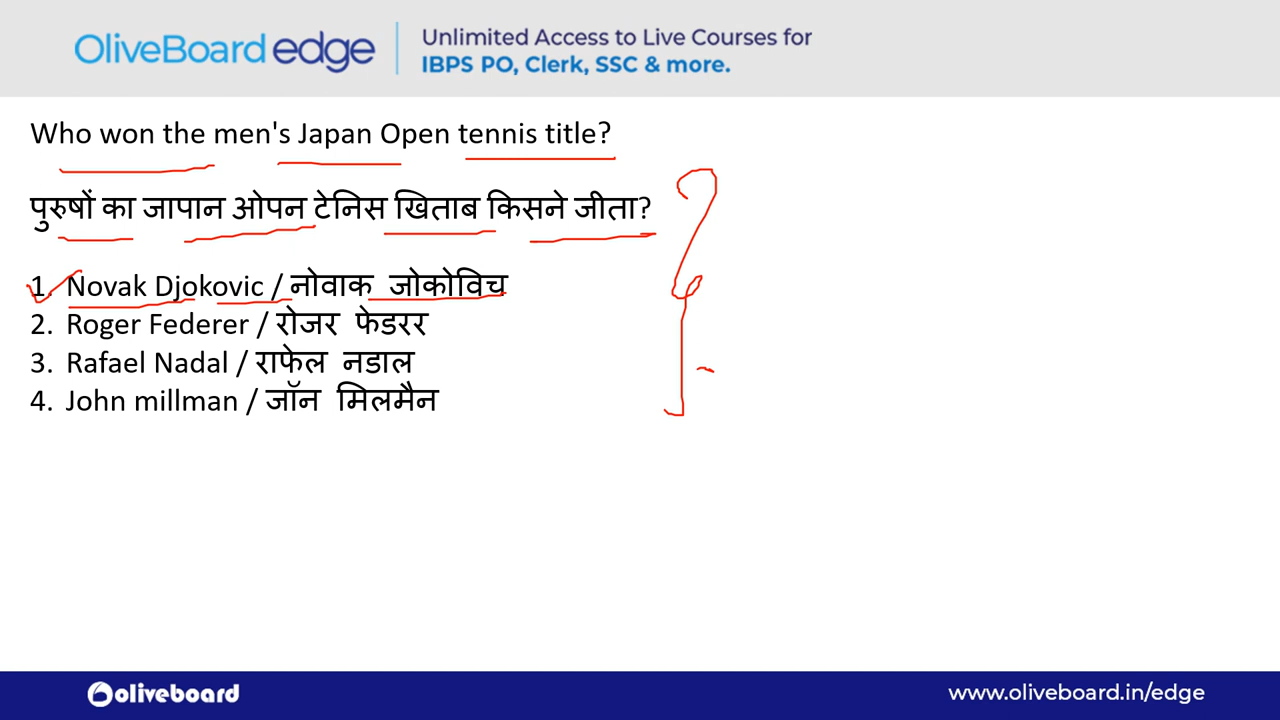 OliveBoard edge
Unlimited Access to Live Courses for
IBPS PO, Clerk, SSC & more.
Who won the men's Japan Open tennis title?
पुरुषों का जापान ओपन टेनिस खिताब किसने जीता?
1. Novak Djokovic / नोवाक जोकोविच
2. Roger Federer / रोजर फेडरर
3. Rafael Nadal / राफेल नडाल
4. John millman / जॉन मिलमैन
oliveboard
www.oliveboard.in/edge